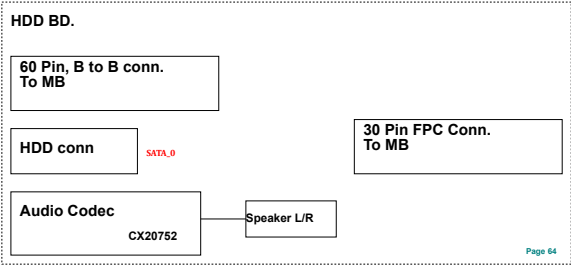 HDD BD.
60 Pin, B to B conn.
To MB
30 Pin FPC Conn.
To MB
HDD conn
SATA_0
Audio Codec
CX20752
Speaker L/R
Page 64